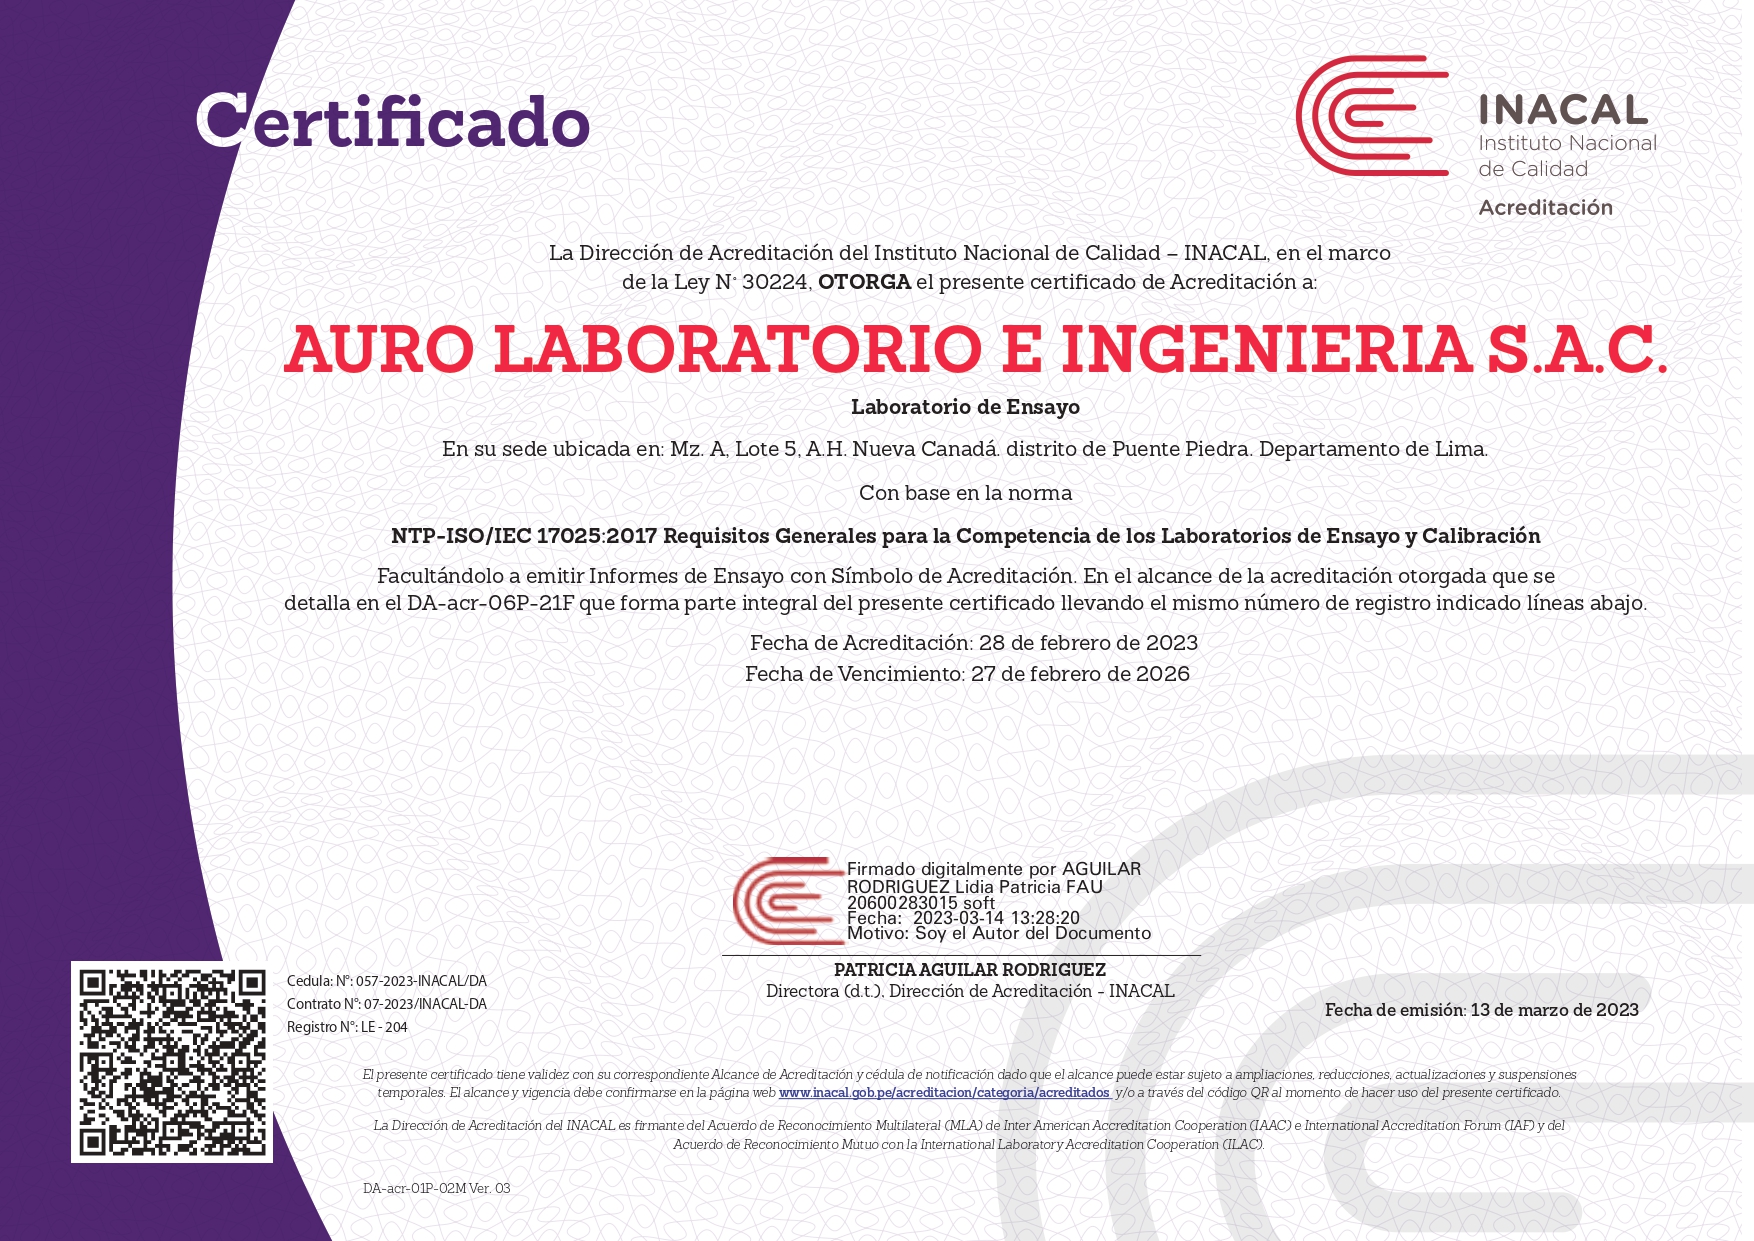 Certificado
INACAL
Instituto Nacional
de Calidad
Acreditación
La Dirección de Acreditación del Instituto Nacional de Calidad – INACAL, en el marco
de la Ley N° 30224, OTORGA el presente certificado de Acreditación a:
AURO LABORATORIO E INGENIERIA S.A.C.
Laboratorio de Ensayo
En su sede ubicada en: Mz. A, Lote 5, A.H. Nueva Canadá. distrito de Puente Piedra. Departamento de Lima.
Con base en la norma
NTP-ISO/IEC 17025:2017 Requisitos Generales para la Competencia de los Laboratorios de Ensayo y Calibración
Facultándolo a emitir Informes de Ensayo con Símbolo de Acreditación. En el alcance de la acreditación otorgada que se
detalla en el DA-acr-06P-21F que forma parte integral del presente certificado llevando el mismo número de registro indicado líneas abajo.
Fecha de Acreditación: 28 de febrero de 2023
Fecha de Vencimiento: 27 de febrero de 2026
Firmado digitalmente por AGUILAR
RODRIGUEZ Lidia Patricia FAU
20600283015 soft
Fecha: 2023-03-14 13:28:20
Motivo: Soy el Autor del Documento
PATRICIA AGUILAR RODRIGUEZ
Directora (d.t.), Dirección de Acreditación - INACAL
Cedula: N°: 057-2023-INACAL/DA
Contrato N°: 07-2023/INACAL-DA
Registro N°: LE - 204
Fecha de emisión: 13 de marzo de 2023
El presente certificado tiene validez con su correspondiente Alcance de Acreditación y cédula de notificación dado que el alcance puede estar sujeto a ampliaciones, reducciones, actualizaciones y suspensiones
temporales. El alcance y vigencia debe confirmarse en la página web www.inacal.gob.pe/acreditacion/categoria/acreditados y/o a través del código QR al momento de hacer uso del presente certificado.
La Dirección de Acreditación del INACAL es firmante del Acuerdo de Reconocimiento Multilateral (MLA) de Inter American Accreditation Cooperation (IAAC) e International Accreditation Forum (IAF) y del
Acuerdo de Reconocimiento Mutuo con la International Laboratory Accreditation Cooperation (ILAC).
DA-acr-01P-02M Ver. 03